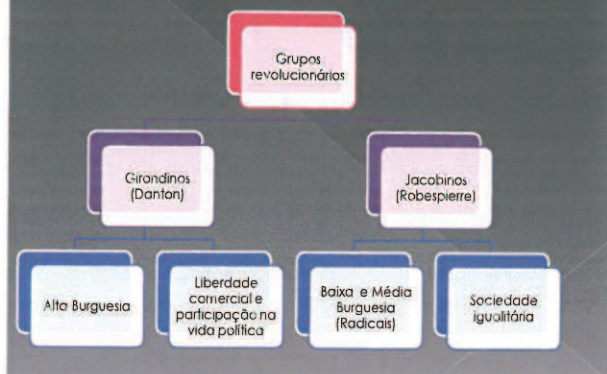 Grupos
revolucionários
Girondinos
(Danton)
Jacobinos
(Robespierre)
Alta Burguesia
Liberdade
comercial e
participação na
vida política
Baixa e Média
Burguesia
(Radicais)
Sociedade
igualitária